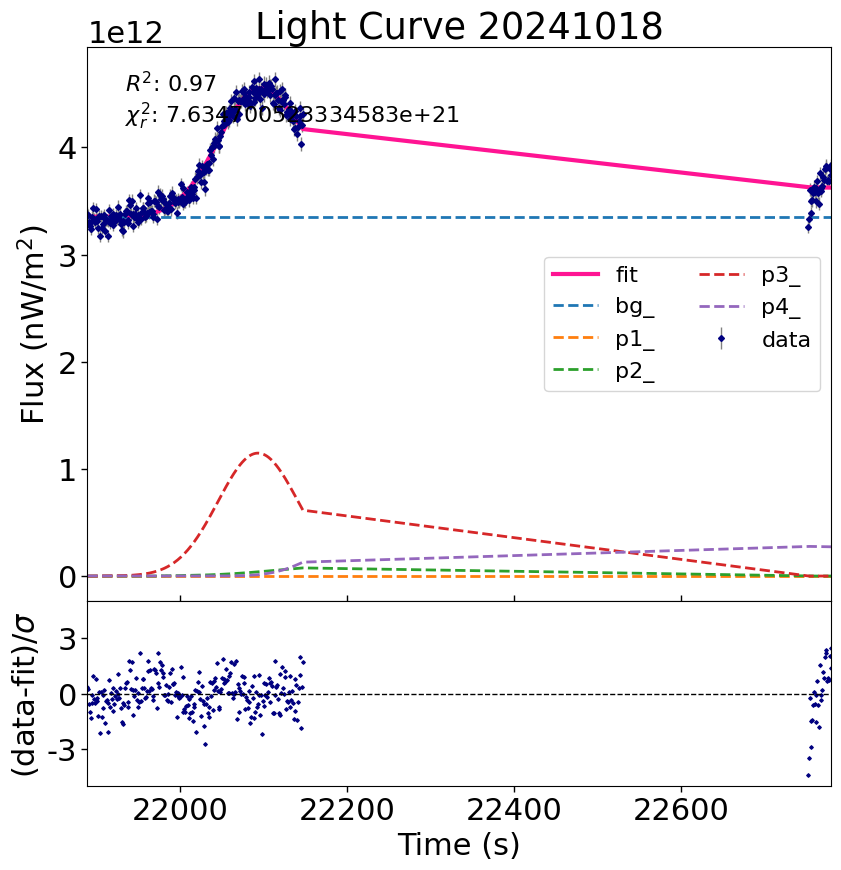 1e12
Light Curve 20241018
R²: 0.97
χ²ᵣ:
4
3
2
1
0
Flux (nW/m²)
fit
bg_
p1_
p2_
p3_
p4_
data
3
0
-3
(data-fit)/σ
22000 22200 22400 22600
Time (s)